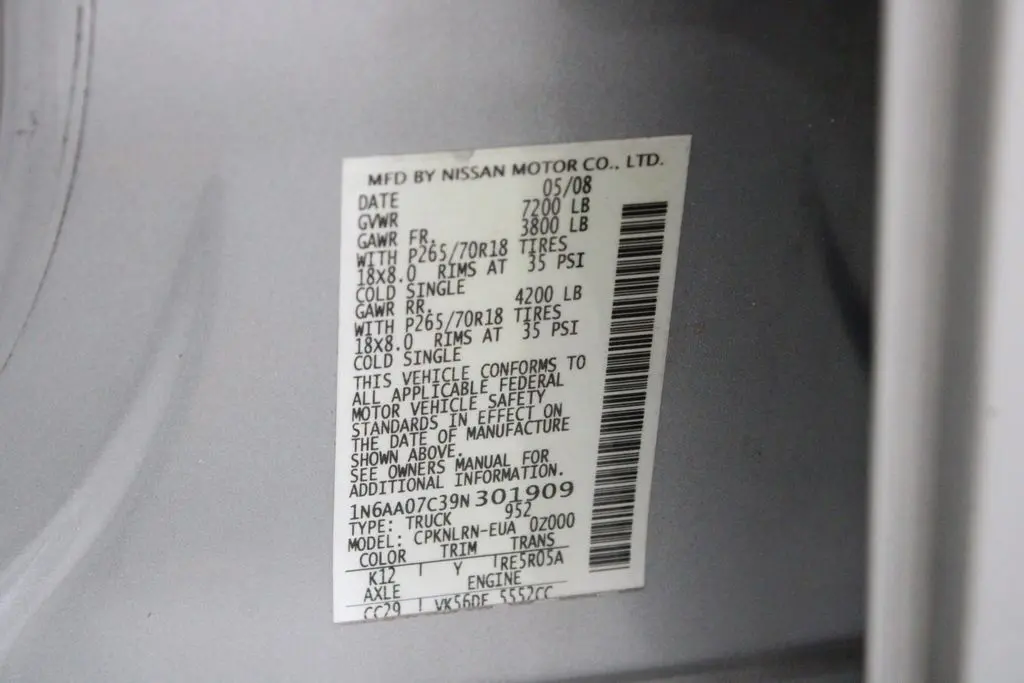 MFD BY NISSAN MOTOR CO., LTD.
DATE 05/08
GVWR 7200 LB
GAWR FR. 3800 LB
WITH P265/70R18 TIRES
18x8.0 RIMS AT 35 PSI
COLD SINGLE
GAWR RR. 4200 LB
WITH P265/70R18 TIRES
18x8.0 RIMS AT 35 PSI
COLD SINGLE
THIS VEHICLE CONFORMS TO
ALL APPLICABLE FEDERAL
MOTOR VEHICLE SAFETY
STANDARDS IN EFFECT ON
THE DATE OF MANUFACTURE
SHOWN ABOVE.
SEE OWNERS MANUAL FOR
ADDITIONAL INFORMATION.
1N6AA07C39N301909
TYPE: TRUCK 952
MODEL: CPKNLRN-EUA 0Z000
COLOR TRIM TRANS
K12 | Y | RE5R05A
AXLE ENGINE
CC29 | VK56DE 5552CC